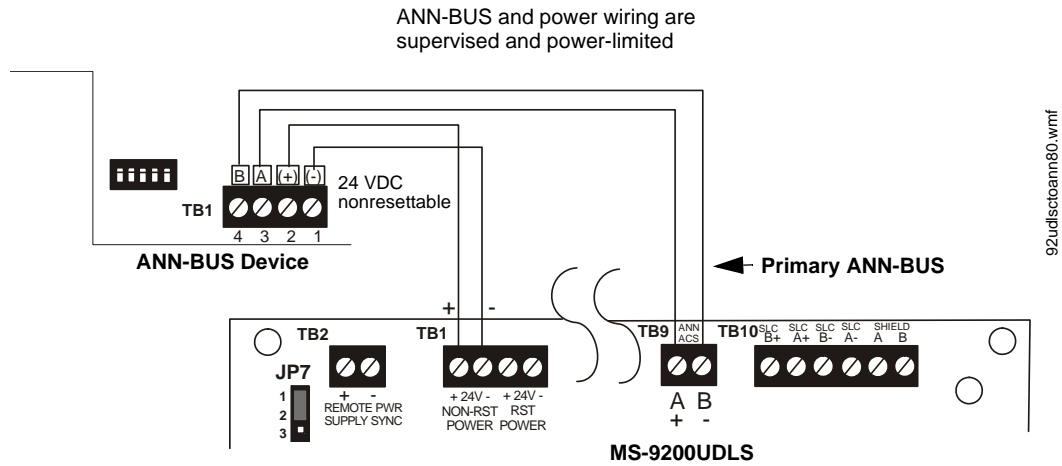 ANN-BUS and power wiring are
supervised and power-limited
92udlsctoann80.wmf
B A (+) (-)
24 VDC
nonresettable
TB1
4 3 2 1
ANN-BUS Device
Primary ANN-BUS
+ -
TB2
TB1
TB9
ANN
ACS
TB10
SLC SLC SLC SLC SHIELD
B+ A+ B- A- A B
JP7
1
2
3
+ -
REMOTE PWR
SUPPLY SYNC
+ 24V - + 24V -
NON-RST RST
POWER POWER
A B
+ -
MS-9200UDLS